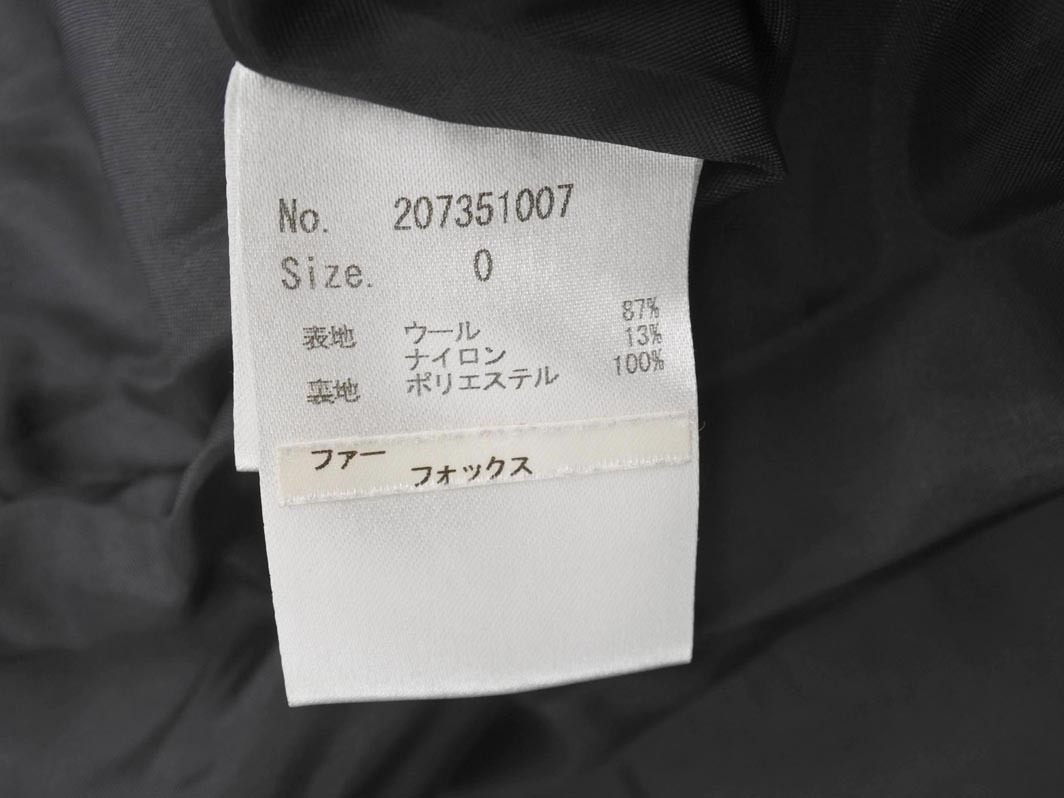 No. 207351007
Size. 0
表地 ウール 87%
ナイロン 13%
裏地 ポリエステル 100%
ファー
フォックス